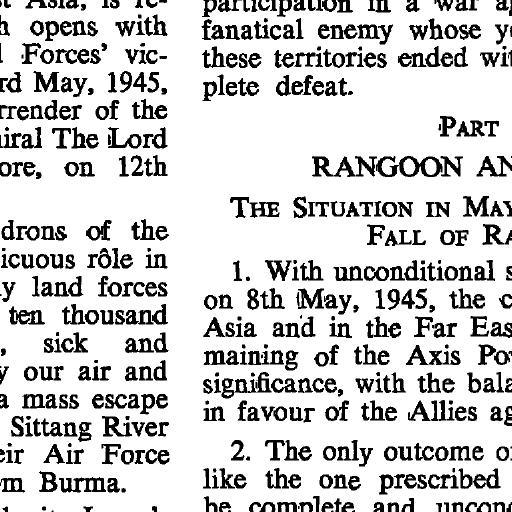 h opens with
Forces' vic-
rd May, 1945,
rrender of the
iral The Lord
ore, on 12th
drons of the
icuous rôle in
y land forces
ten thousand
, sick and
y our air and
a mass escape
Sittang River
eir Air Force
m Burma.
participation in a war ag
fanatical enemy whose y
these territories ended wit
plete defeat.
PART
RANGOON AN
THE SITUATION IN MAY
FALL OF RA
1. With unconditional s
on 8th May, 1945, the c
Asia and in the Far Eas
maining of the Axis Po
significance, with the bala
in favour of the Allies ag
2. The only outcome o
like the one prescribed
be complete and uncon